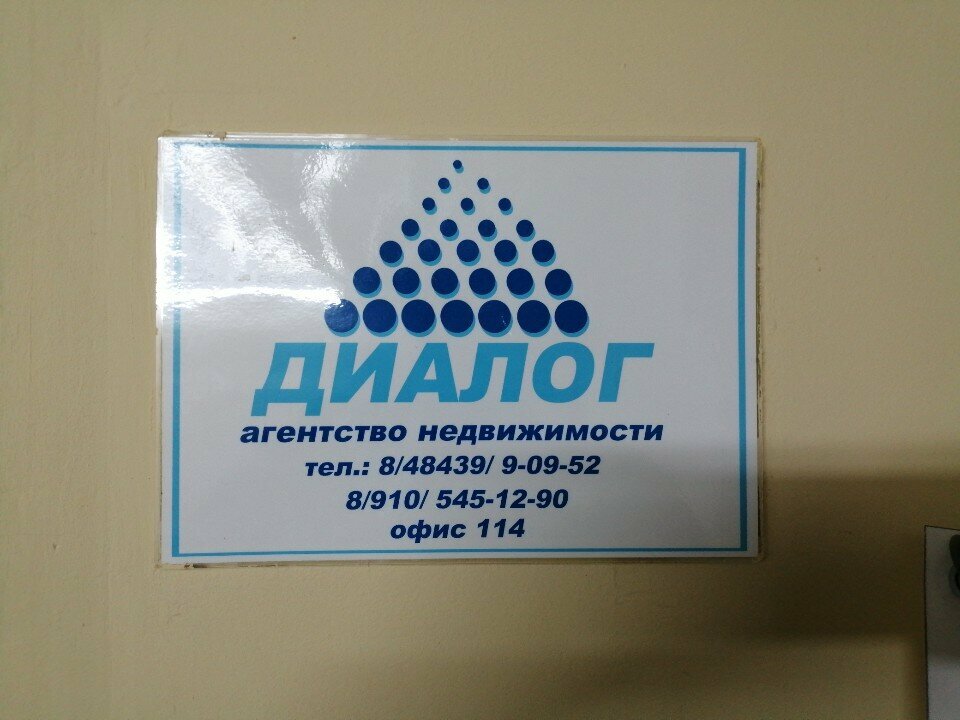 ДИАЛОГ
агентство недвижимости
тел.: 8/48439/ 9-09-52
8/910/ 545-12-90
офис 114